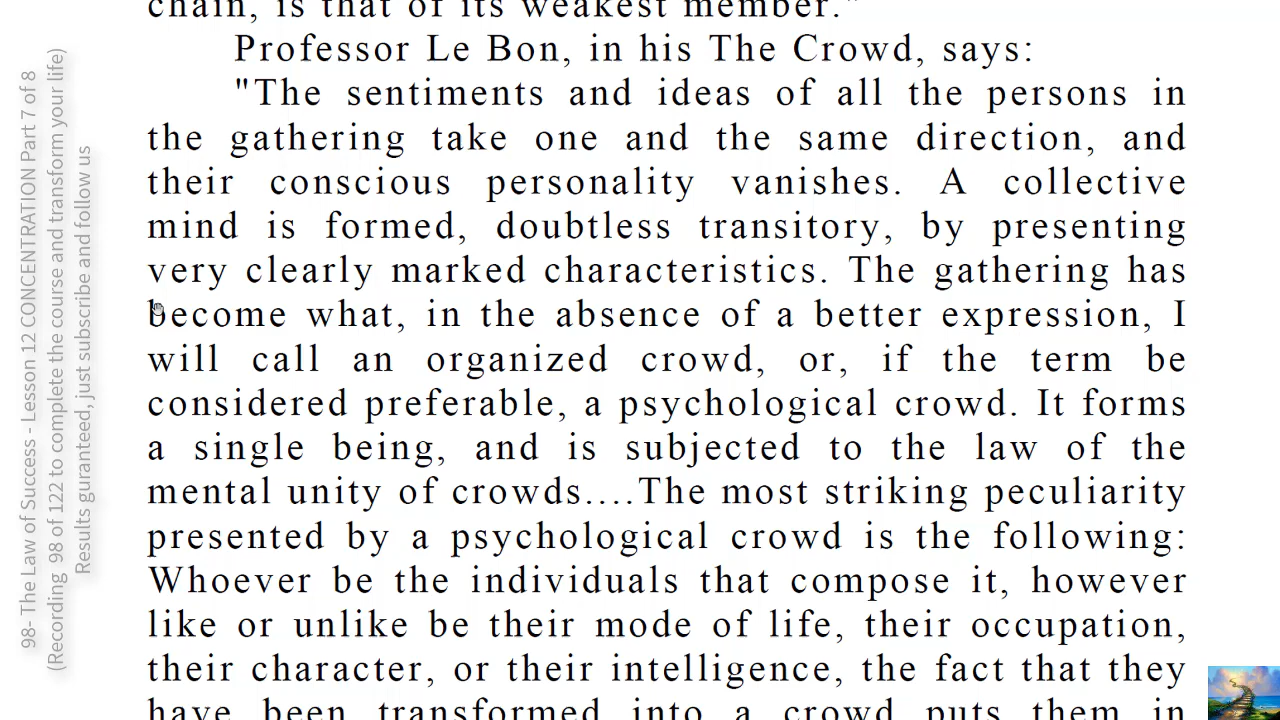 chain, is that of its weakest member."
Professor Le Bon, in his The Crowd, says:
"The sentiments and ideas of all the persons in
the gathering take one and the same direction, and
their conscious personality vanishes. A collective
mind is formed, doubtless transitory, by presenting
very clearly marked characteristics. The gathering has
become what, in the absence of a better expression, I
will call an organized crowd, or, if the term be
considered preferable, a psychological crowd. It forms
a single being, and is subjected to the law of the
mental unity of crowds....The most striking peculiarity
presented by a psychological crowd is the following:
Whoever be the individuals that compose it, however
like or unlike be their mode of life, their occupation,
their character, or their intelligence, the fact that they
have been transformed into a crowd puts them in
98- The Law of Success - Lesson 12 CONCENTRATION Part 7 of 8
(Recording 98 of 122 to complete the course and transform your life)
Results guranteed, just subscribe and follow us